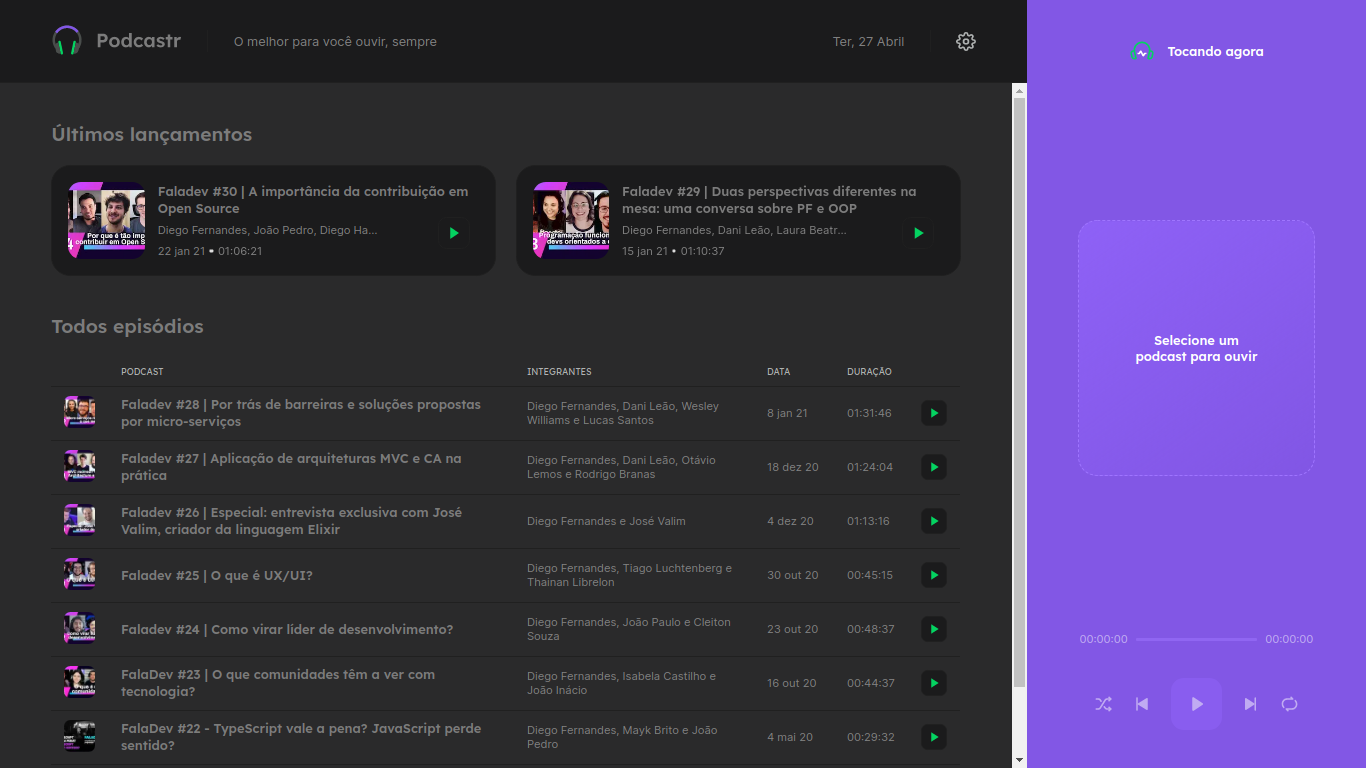 Podcastr
O melhor para você ouvir, sempre
Ter, 27 Abril
Tocando agora
Últimos lançamentos
Faladev #30 | A importância da contribuição em
Open Source
Diego Fernandes, João Pedro, Diego Ha...
22 jan 21 • 01:06:21
Faladev #29 | Duas perspectivas diferentes na
mesa: uma conversa sobre PF e OOP
Diego Fernandes, Dani Leão, Laura Beatr...
15 jan 21 • 01:10:37
Todos episódios
PODCAST INTEGRANTES DATA DURAÇÃO
Faladev #28 | Por trás de barreiras e soluções propostas
por micro-serviços
Diego Fernandes, Dani Leão, Wesley
Williams e Lucas Santos
8 jan 21
01:31:46
Faladev #27 | Aplicação de arquiteturas MVC e CA na
prática
Diego Fernandes, Dani Leão, Otávio
Lemos e Rodrigo Branas
18 dez 20
01:24:04
Faladev #26 | Especial: entrevista exclusiva com José
Valim, criador da linguagem Elixir
Diego Fernandes e José Valim
4 dez 20
01:13:16
Faladev #25 | O que é UX/UI?
Diego Fernandes, Tiago Luchtenberg e
Thainan Librelon
30 out 20
00:45:15
Faladev #24 | Como virar líder de desenvolvimento?
Diego Fernandes, João Paulo e Cleiton
Souza
23 out 20
00:48:37
FalaDev #23 | O que comunidades têm a ver com
tecnologia?
Diego Fernandes, Isabela Castilho e
João Inácio
16 out 20
00:44:37
FalaDev #22 - TypeScript vale a pena? JavaScript perde
sentido?
Diego Fernandes, Mayk Brito e João
Pedro
4 mai 20
00:29:32
Selecione um
podcast para ouvir
00:00:00
00:00:00